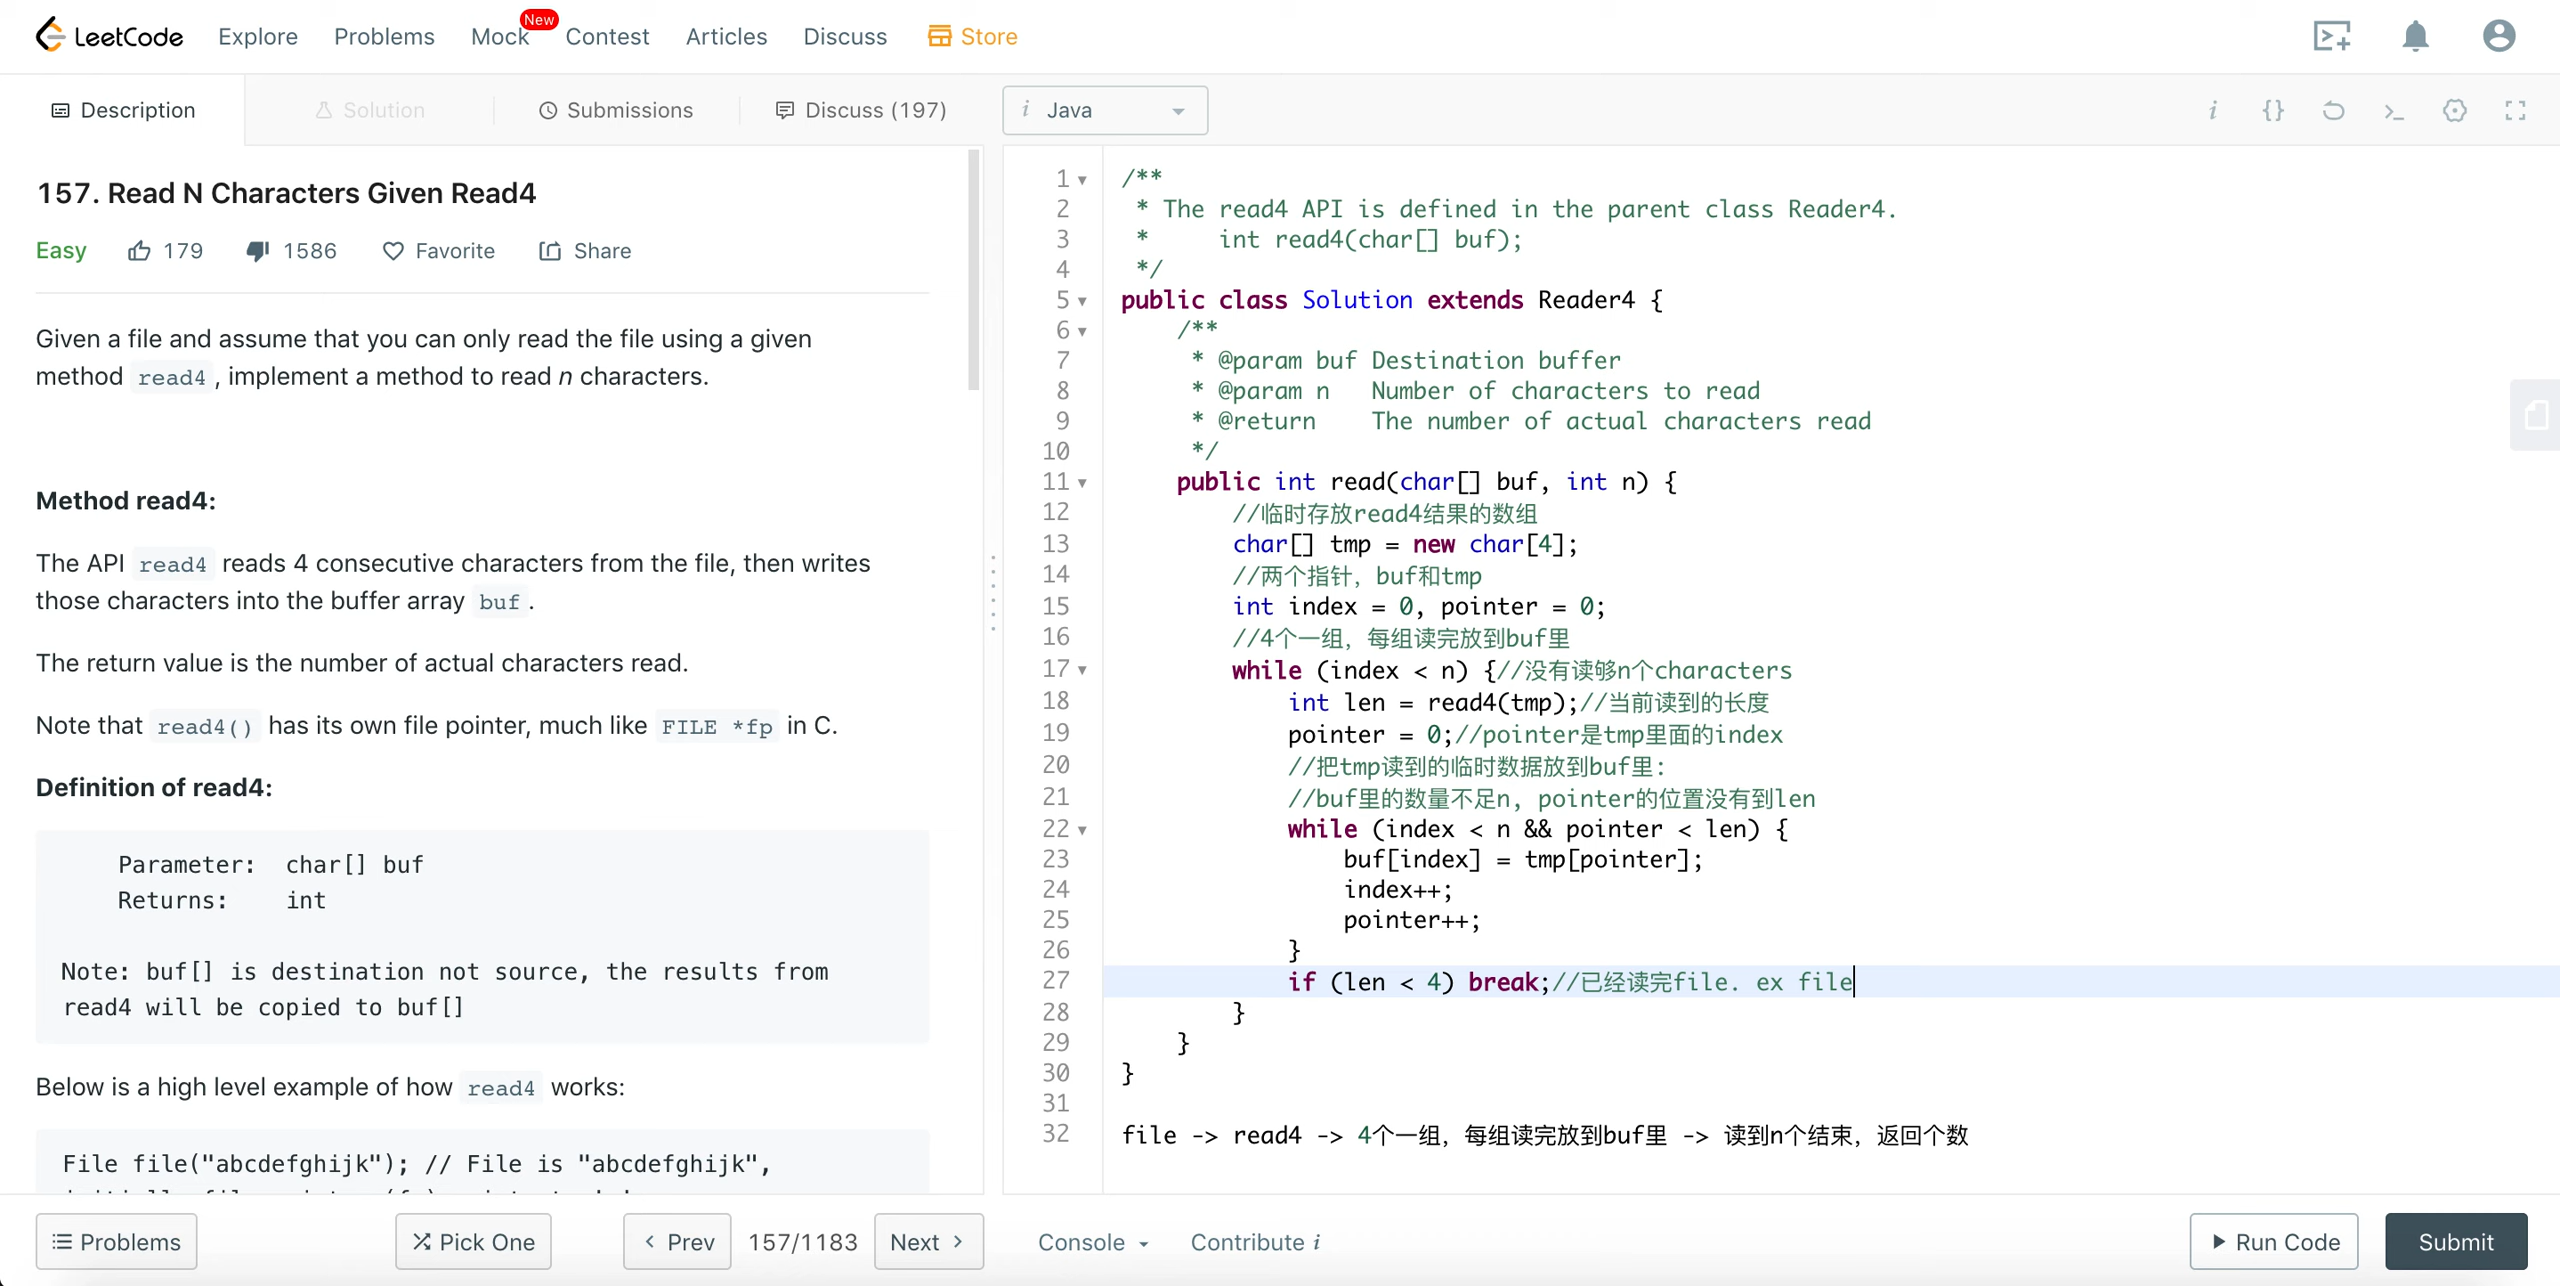 LeetCode Explore Problems Mock New Contest Articles Discuss Store
Description Solution Submissions Discuss (197)
157. Read N Characters Given Read4
Easy 179 1586 Favorite Share
Given a file and assume that you can only read the file using a given
method read4 , implement a method to read n characters.
Method read4:
The API read4 reads 4 consecutive characters from the file, then writes
those characters into the buffer array buf .
The return value is the number of actual characters read.
Note that read4() has its own file pointer, much like FILE *fp in C.
Definition of read4:
Parameter: char[] buf
Returns: int
Note: buf[] is destination not source, the results from
read4 will be copied to buf[]
Below is a high level example of how read4 works:
File file("abcdefghijk"); // File is "abcdefghijk",
Problems Pick One Prev 157/1183 Next
i Java i {}
1 /**
2 * The read4 API is defined in the parent class Reader4.
3 * int read4(char[] buf);
4 */
5 public class Solution extends Reader4 {
6 /**
7 * @param buf Destination buffer
8 * @param n Number of characters to read
9 * @return The number of actual characters read
10 */
11 public int read(char[] buf, int n) {
12 //临时存放read4结果的数组
13 char[] tmp = new char[4];
14 //两个指针，buf和tmp
15 int index = 0, pointer = 0;
16 //4个一组，每组读完放到buf里
17 while (index < n) {//没有读够n个characters
18 int len = read4(tmp);//当前读到的长度
19 pointer = 0;//pointer是tmp里面的index
20 //把tmp读到的临时数据放到buf里：
21 //buf里的数量不足n，pointer的位置没有到len
22 while (index < n && pointer < len) {
23 buf[index] = tmp[pointer];
24 index++;
25 pointer++;
26 }
27 if (len < 4) break;//已经读完file. ex file
28 }
29 }
30 }
31
32 file -> read4 -> 4个一组，每组读完放到buf里 -> 读到n个结束，返回个数
Console Contribute i Run Code Submit